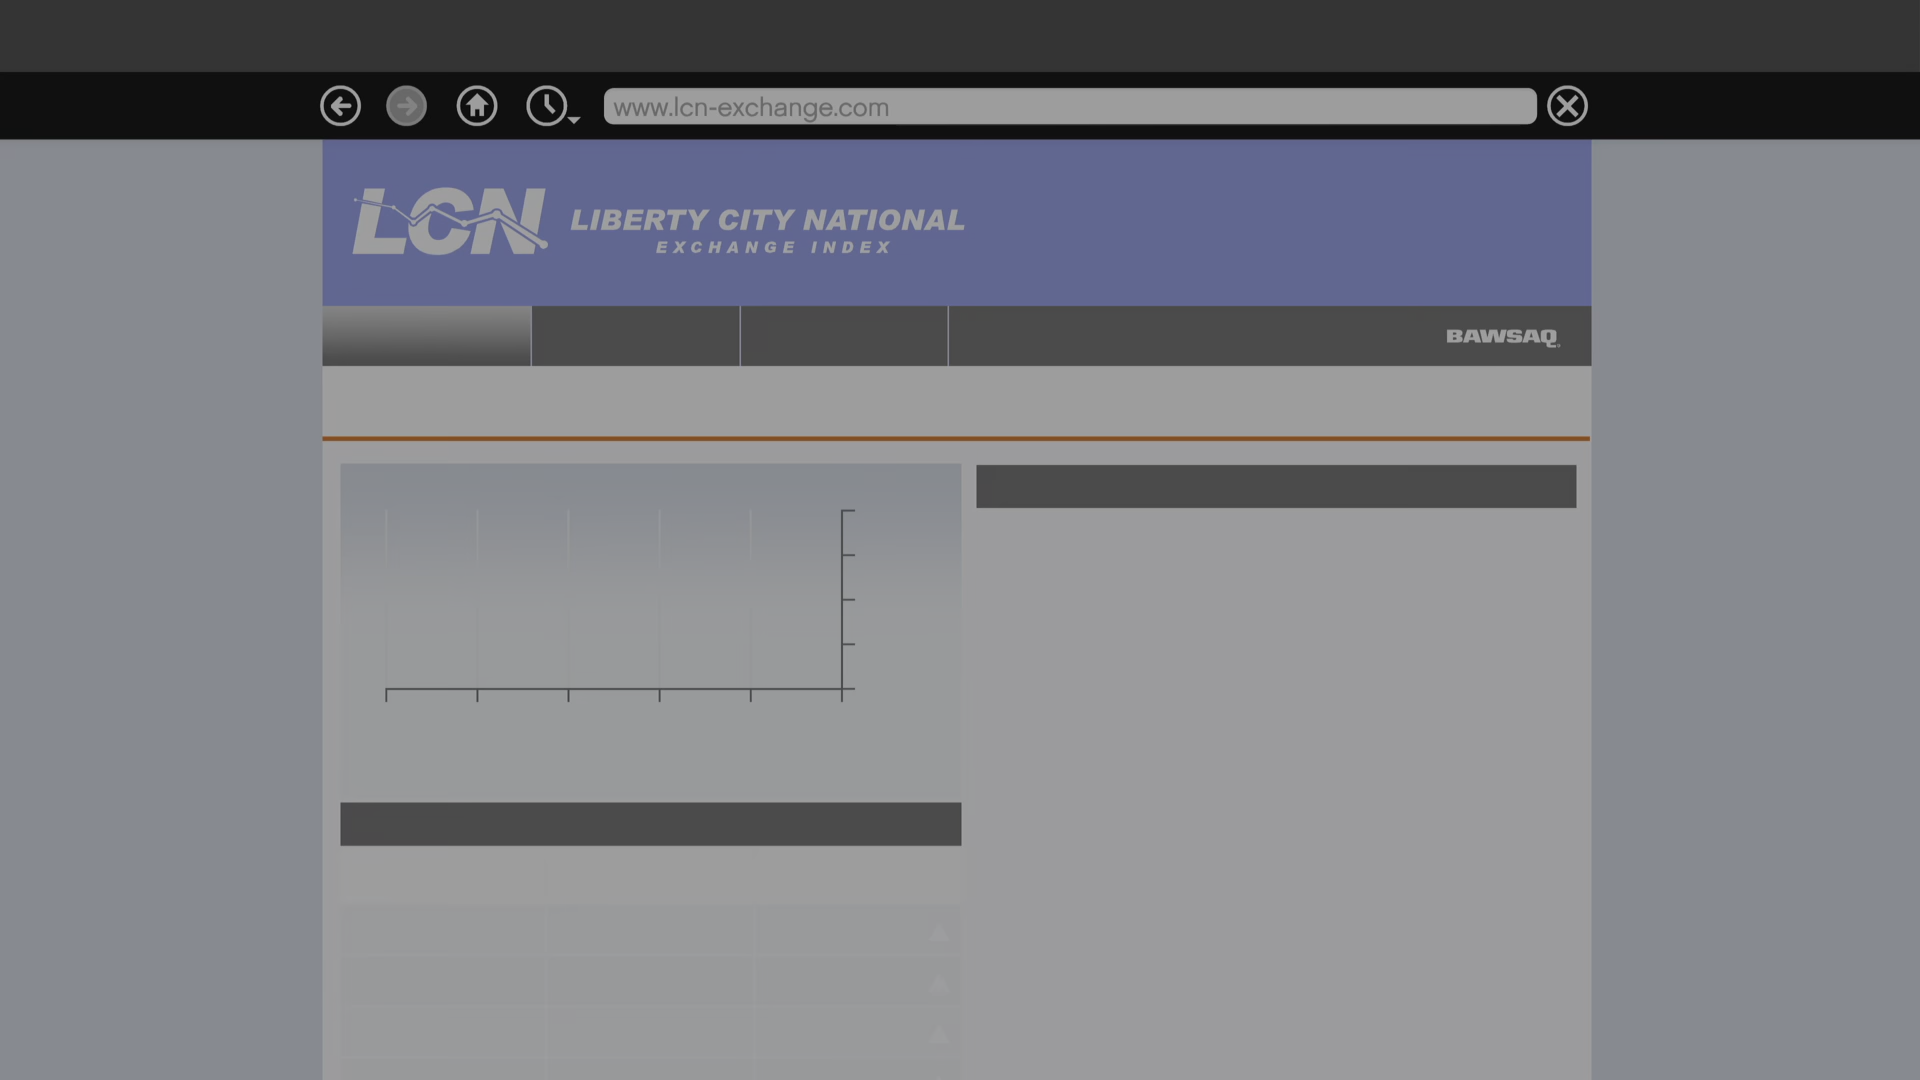 www.lcn-exchange.com
LCN
LIBERTY CITY NATIONAL
EXCHANGE INDEX
BAWSAQ